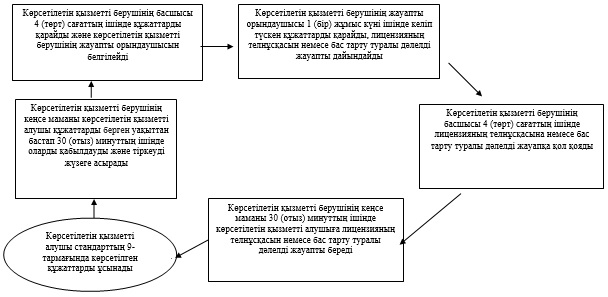 Көрсетілетін қызметті берушінің басшысы
4 (төрт) сағаттың ішінде құжаттарды
қарайды және көрсетілетін қызметті
берушінің жауапты орындаушысын
белгілейді
Көрсетілетін қызметті берушінің жауапты
орындаушысы 1 (бір) жұмыс күні ішінде келіп
түскен құжаттарды қарайды, лицензияның
телнұсқасын немесе бас тарту туралы дәлелді
жауапты дайындайды
Көрсетілетін қызметті берушінің
басшысы 4 (төрт) сағаттың ішінде
лицензияның телнұсқасына немесе бас
тарту туралы дәлелді жауапқа қол қояды
Көрсетілетін қызметті берушінің кеңсе
маманы 30 (отыз) минуттың ішінде
көрсетілетін қызметті алушыға лицензияның
телнұсқасын немесе бас тарту туралы
дәлелді жауапты береді
Көрсетілетін қызметті
алушы стандарттың 9-
тармағында көрсетілген
құжаттарды ұсынады
Көрсетілетін қызметті берушінің
кеңсе маманы көрсетілетін қызметті
алушы құжаттарды берген уақыттан
бастап 30 (отыз) минуттың ішінде
оларды қабылдауды және тіркеуді
жүзеге асырады